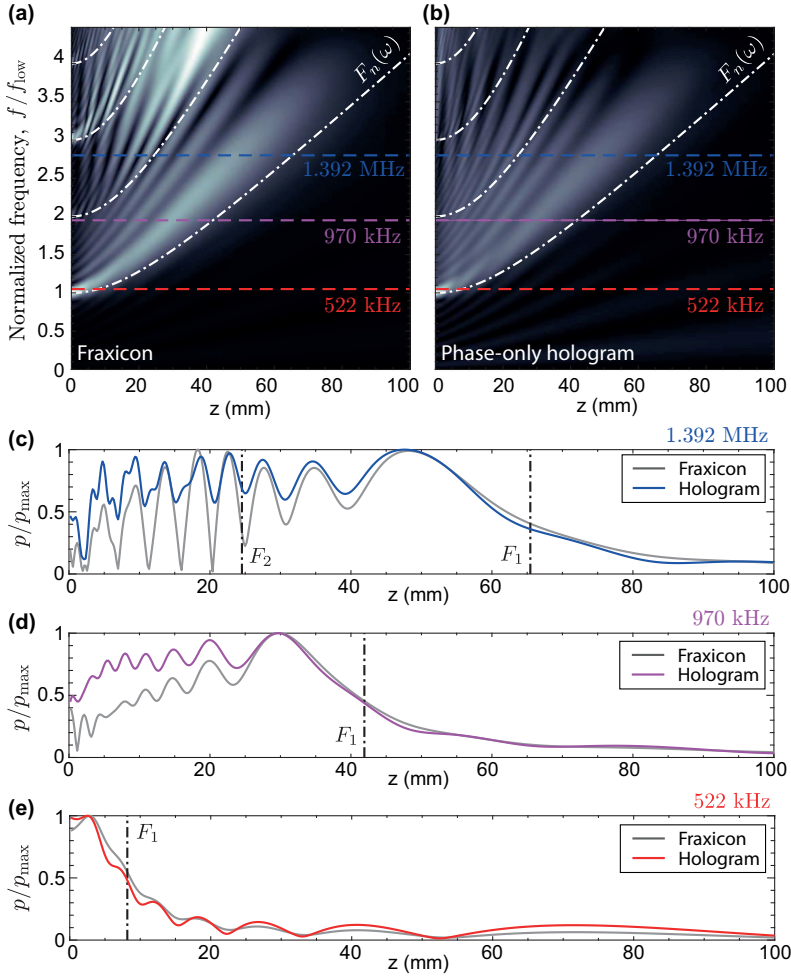 (a)
(b)
Normalized frequency, f/f_low
4
3.5
3
2.5
2
1.5
1
0.5
0
F_n(ω)
1.392 MHz
970 kHz
522 kHz
Fraxicon
0 20 40 60 80 100
z (mm)
F_n(ω)
1.392 MHz
970 kHz
522 kHz
Phase-only hologram
0 20 40 60 80 100
z (mm)
(c)
1.392 MHz
p/p_max
1
0.5
0
F_2
F_1
Fraxicon
Hologram
0 20 40 60 80 100
z (mm)
(d)
970 kHz
p/p_max
1
0.5
0
F_1
Fraxicon
Hologram
0 20 40 60 80 100
z (mm)
(e)
522 kHz
p/p_max
1
0.5
0
F_1
Fraxicon
Hologram
0 20 40 60 80 100
z (mm)